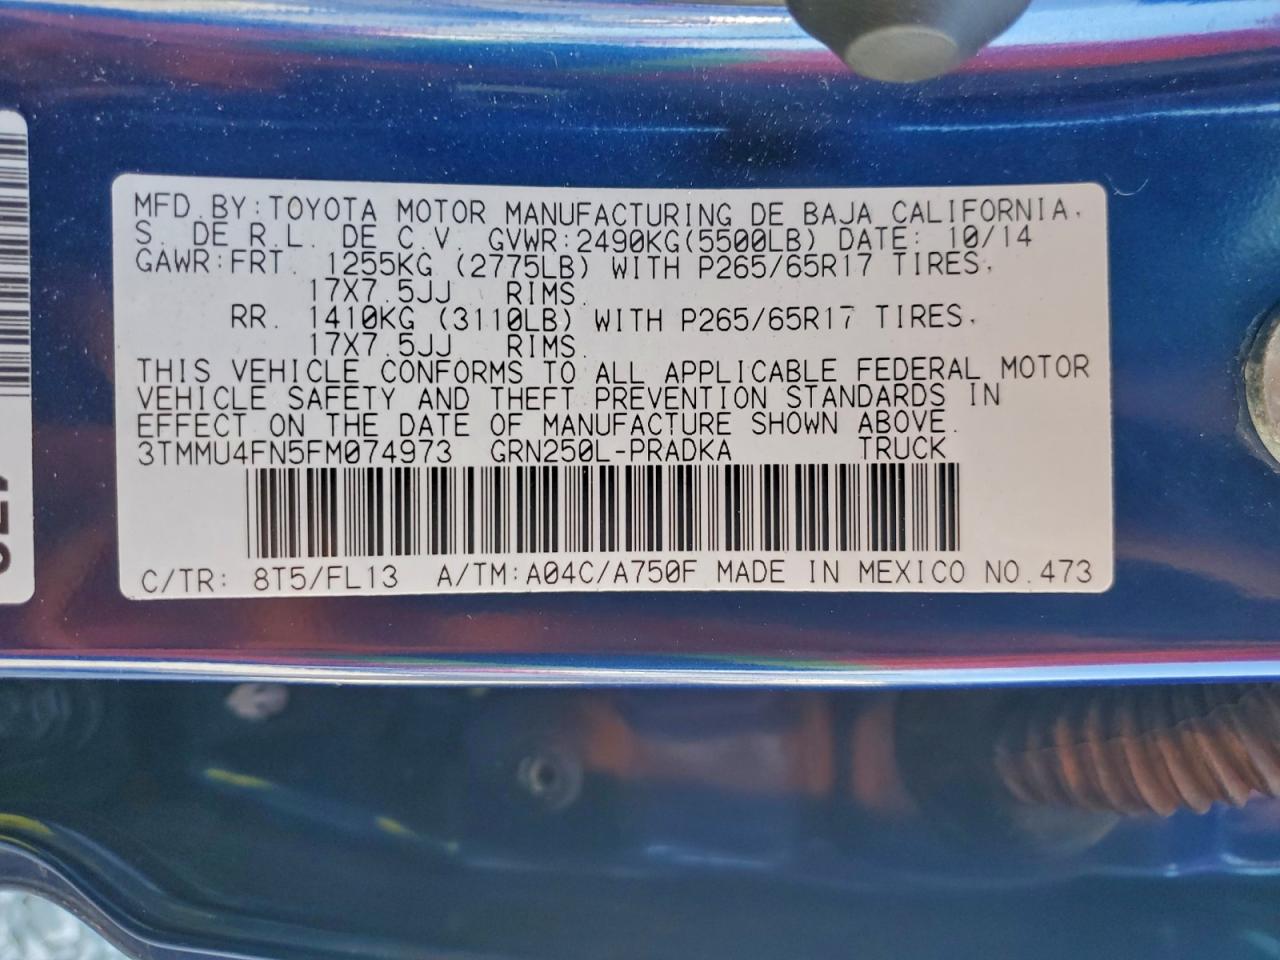 MFD. BY: TOYOTA MOTOR MANUFACTURING DE BAJA CALIFORNIA,
S. DE R.L. DE C.V. GVWR:2490KG(5500LB) DATE: 10/14
GAWR:FRT. 1255KG (2775LB) WITH P265/65R17 TIRES,
17X7.5JJ RIMS.
RR. 1410KG (3110LB) WITH P265/65R17 TIRES,
17X7.5JJ RIMS.
THIS VEHICLE CONFORMS TO ALL APPLICABLE FEDERAL MOTOR
VEHICLE SAFETY AND THEFT PREVENTION STANDARDS IN
EFFECT ON THE DATE OF MANUFACTURE SHOWN ABOVE.
3TMMU4FN5FM074973 GRN250L-PRADKA TRUCK
C/TR: 8T5/FL13 A/TM:A04C/A750F MADE IN MEXICO NO.473